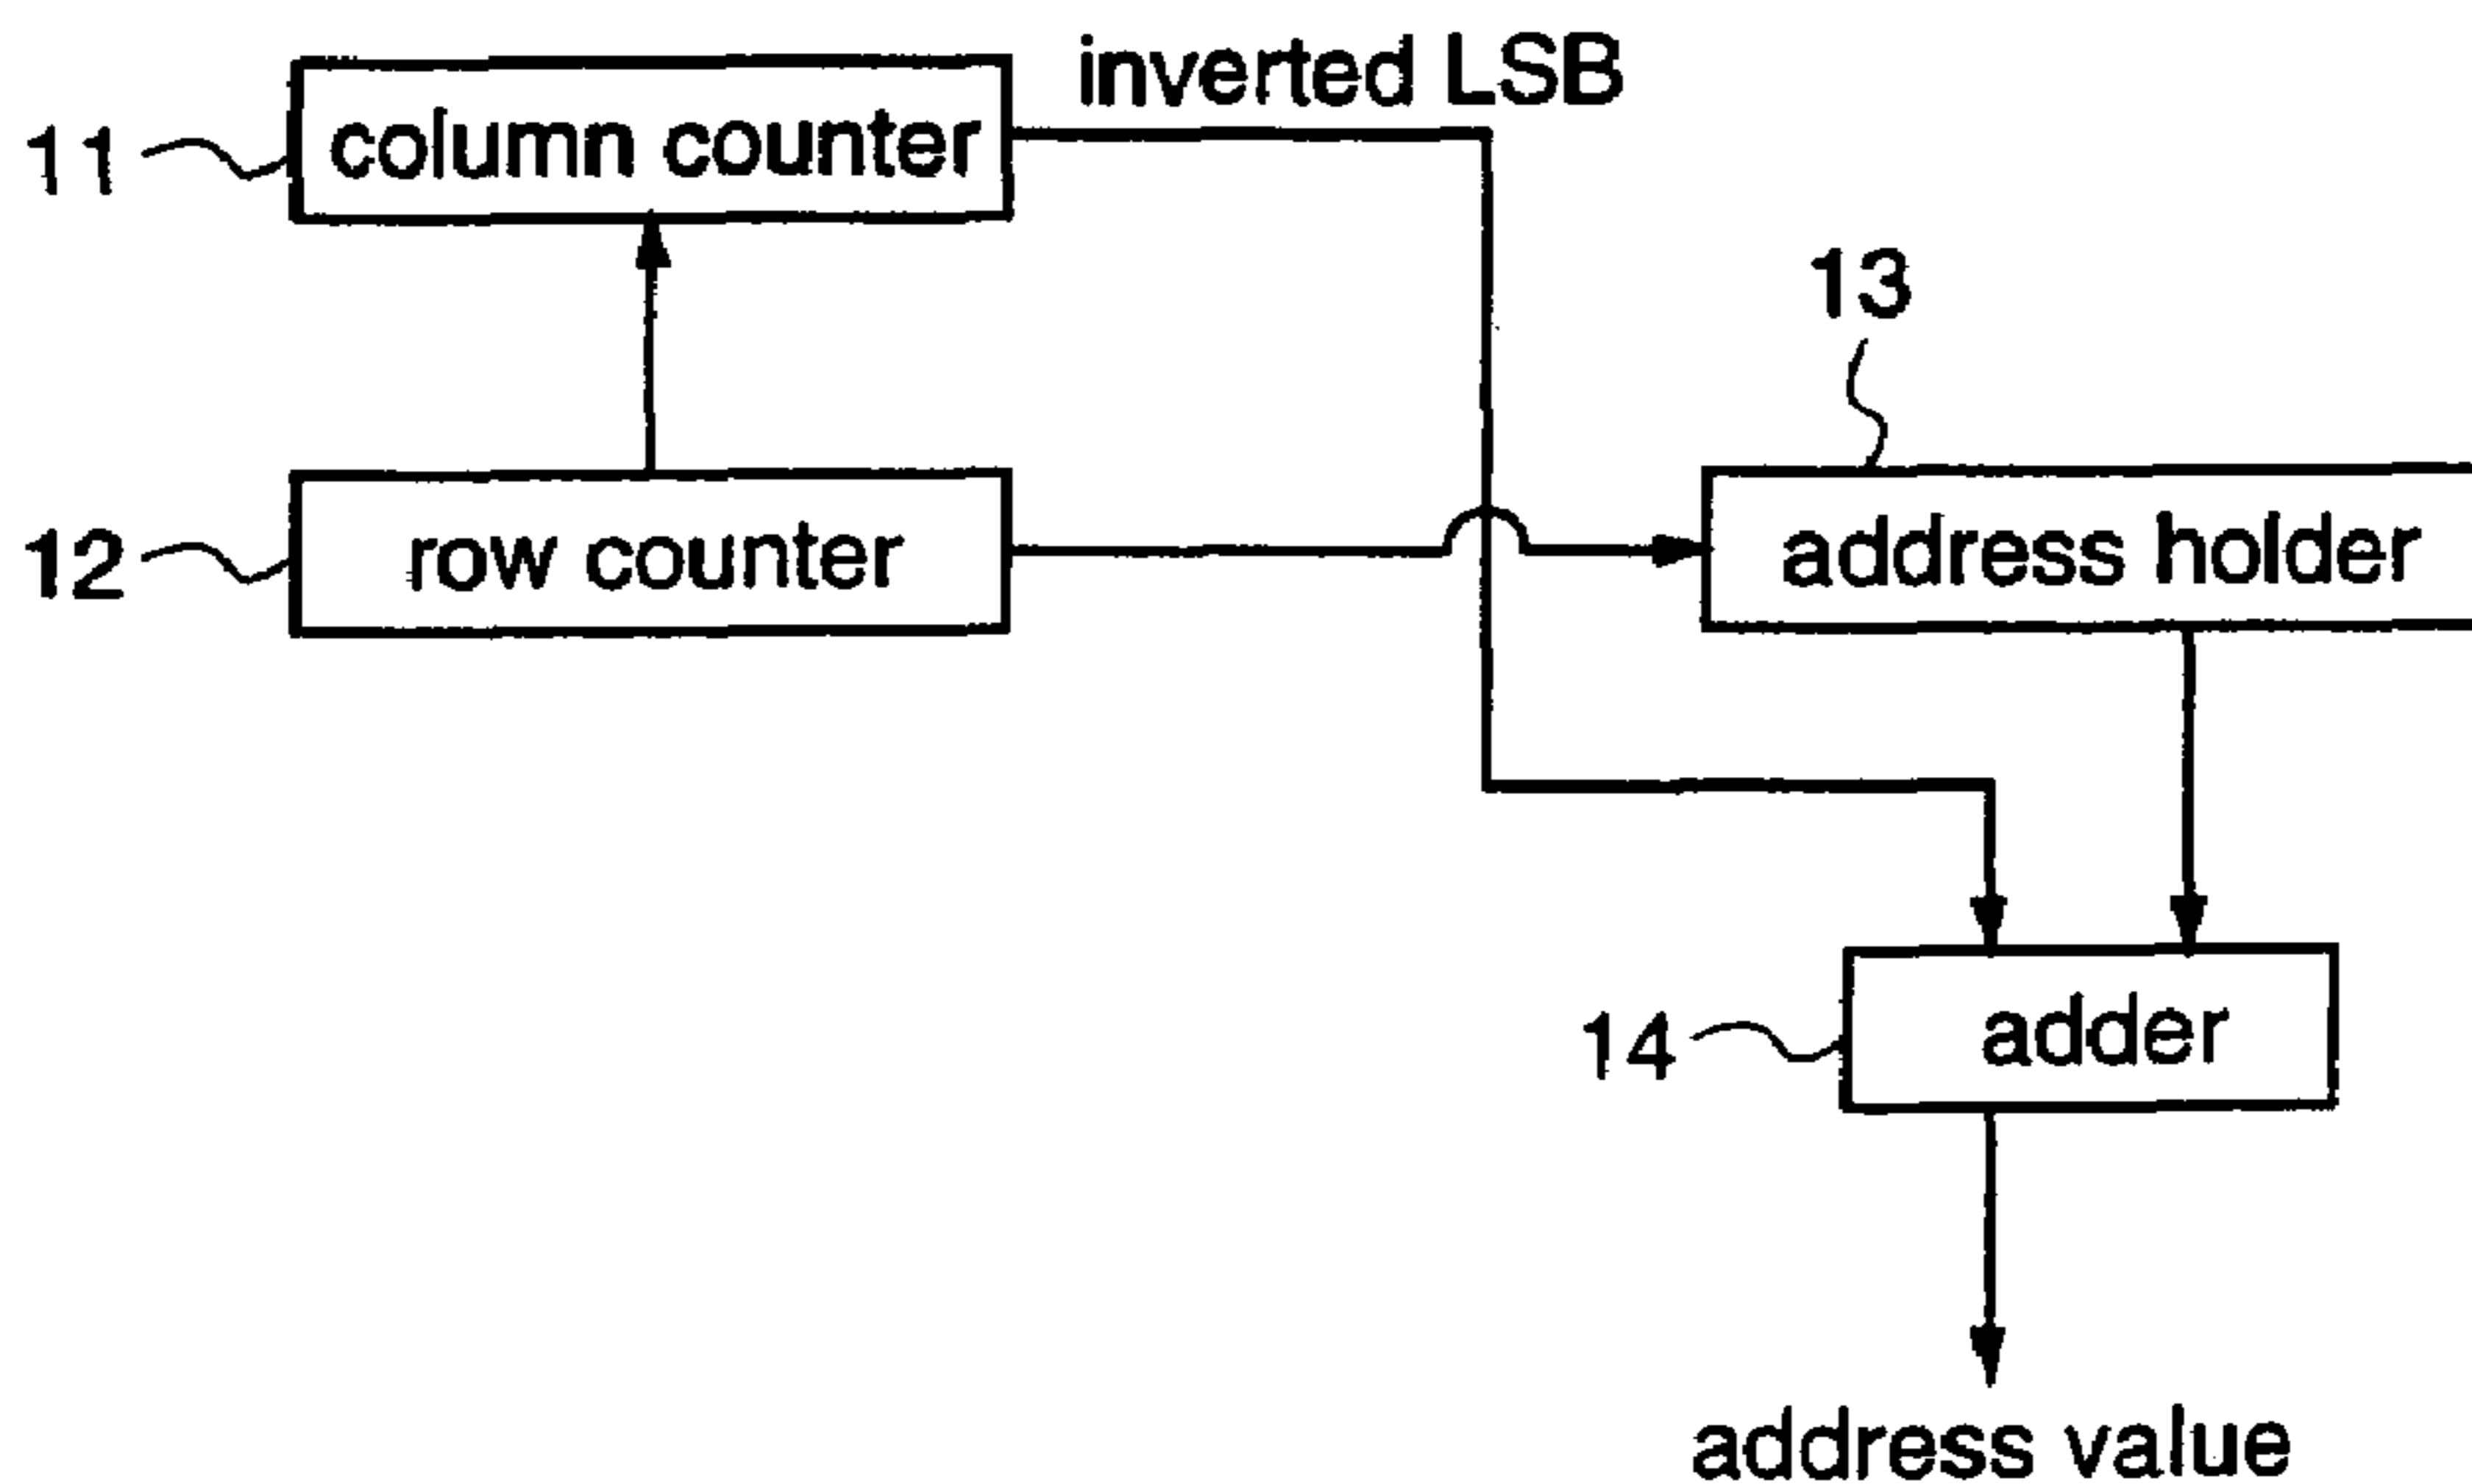 inverted LSB
11
column counter
13
12
row counter
address holder
14
adder
address value